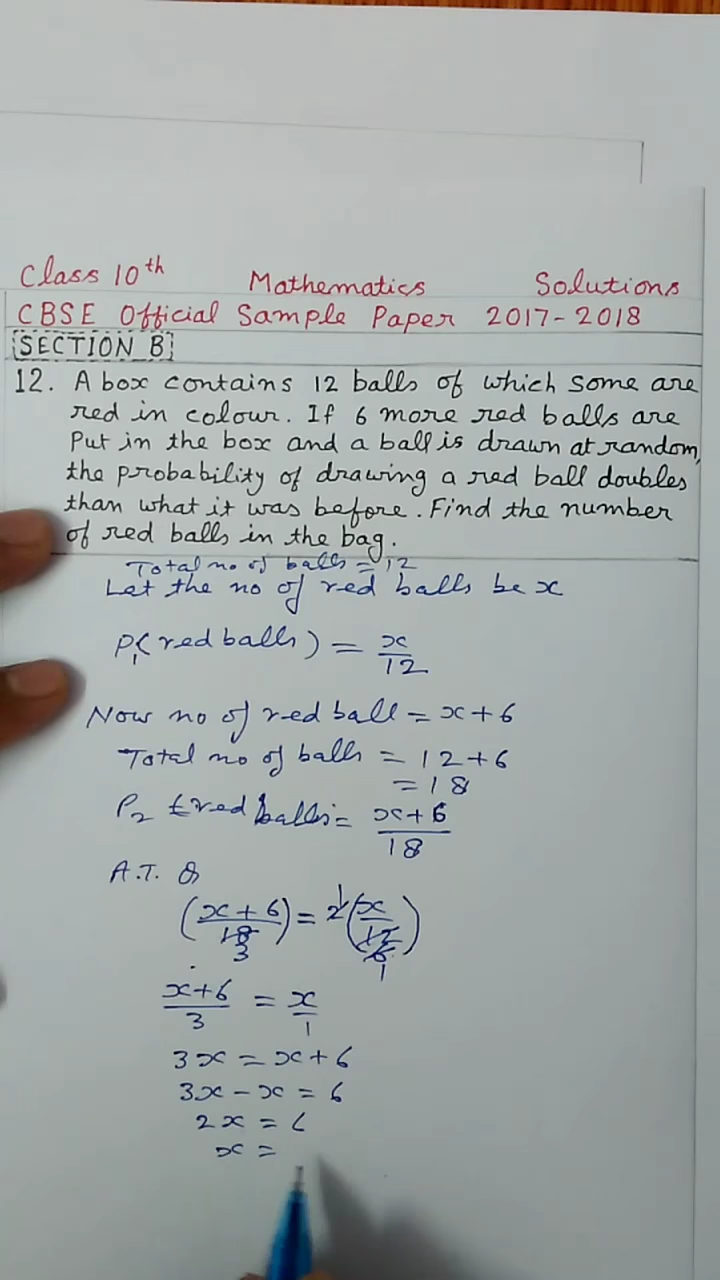 Class 10th Mathematics Solutions
CBSE Official Sample Paper 2017-2018
[SECTION B]
12. A box contains 12 balls of which some are
red in colour. If 6 more red balls are
Put in the box and a ball is drawn at random,
the probability of drawing a red ball doubles
than what it was before. Find the number
of red balls in the bag.
Total no of balls = 12
Let the no of red balls be x
P₁(red balls) = x/12
Now no of red ball = x+6
Total no of balls = 12+6
= 18
P₂ (red balls = x+6/18
A.T. Q
(x+6/18 3) = 2 1(x/12 6 1)
x+6/3 = x/1
3x = x+6
3x - x = 6
2x = 6
x =